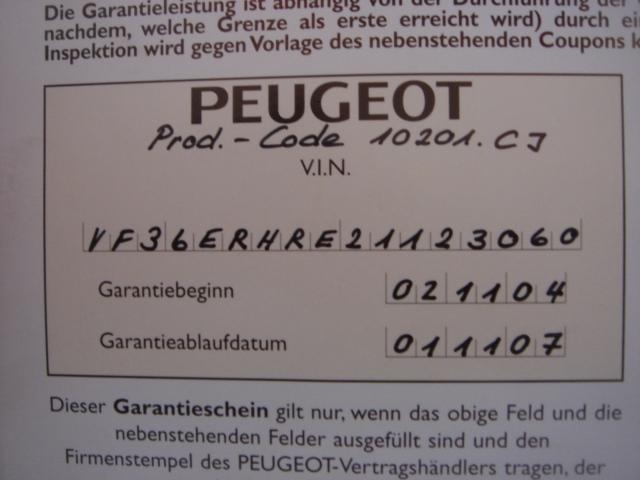 Die Garantieleistung ist abhängig von der Durchführung der
nachdem, welche Grenze als erste erreicht wird) durch ei
Inspektion wird gegen Vorlage des nebenstehenden Coupons k
PEUGEOT
Prod.-Code 10201. CJ
V.I.N.
VF36ERHRE21123060
Garantiebeginn 021104
Garantieablaufdatum 011107
Dieser Garantieschein gilt nur, wenn das obige Feld und die
nebenstehenden Felder ausgefüllt sind und den
Firmenstempel des PEUGEOT-Vertragshändlers tragen, der